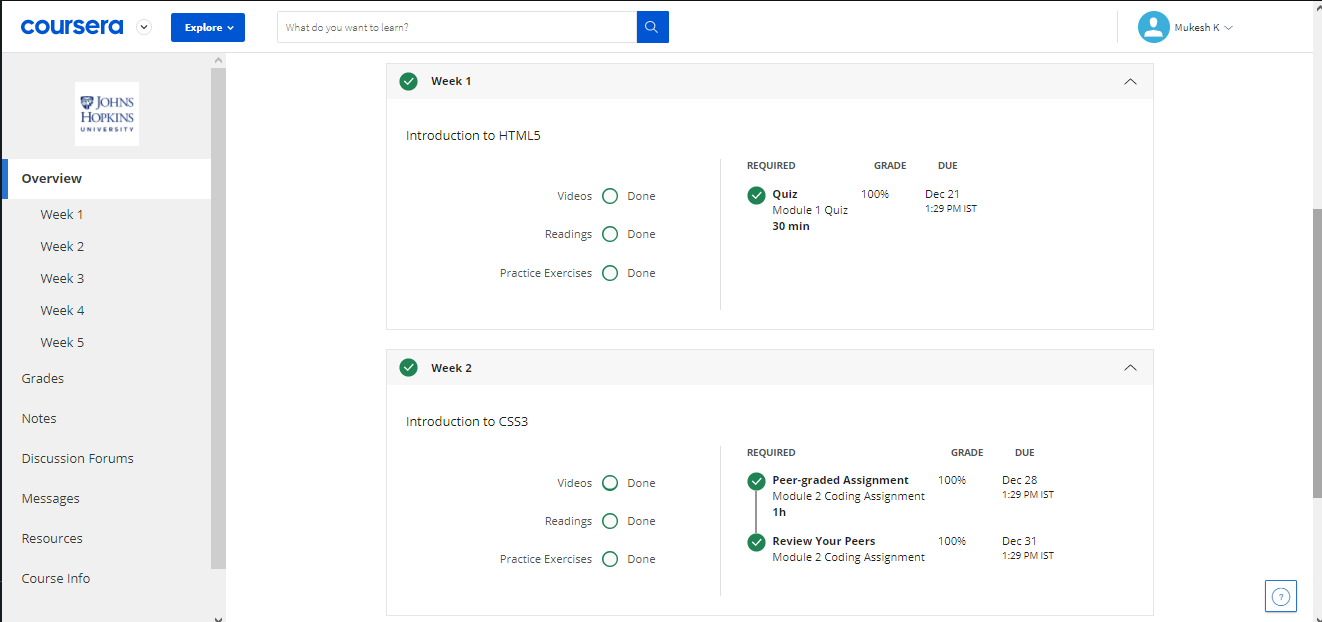 coursera
Explore
What do you want to learn?
Mukesh K
JOHNS
HOPKINS
UNIVERSITY
Overview
Week 1
Week 2
Week 3
Week 4
Week 5
Grades
Notes
Discussion Forums
Messages
Resources
Course Info
Week 1
Introduction to HTML5
Videos Done
Readings Done
Practice Exercises Done
REQUIRED GRADE DUE
Quiz 100% Dec 21
Module 1 Quiz 1:29 PM IST
30 min
Week 2
Introduction to CSS3
Videos Done
Readings Done
Practice Exercises Done
REQUIRED GRADE DUE
Peer-graded Assignment 100% Dec 28
Module 2 Coding Assignment 1:29 PM IST
1h
Review Your Peers 100% Dec 31
Module 2 Coding Assignment 1:29 PM IST
?